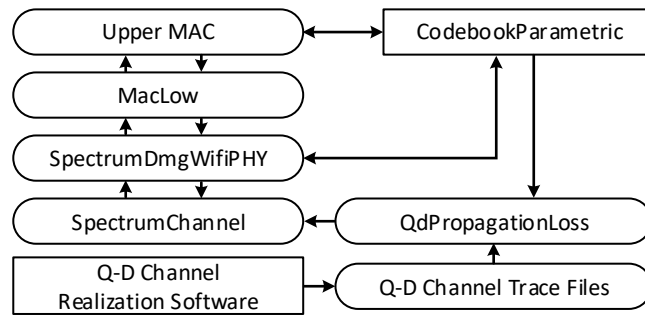 Upper MAC
CodebookParametric
MacLow
SpectrumDmgWifiPHY
SpectrumChannel
QdPropagationLoss
Q-D Channel
Realization Software
Q-D Channel Trace Files